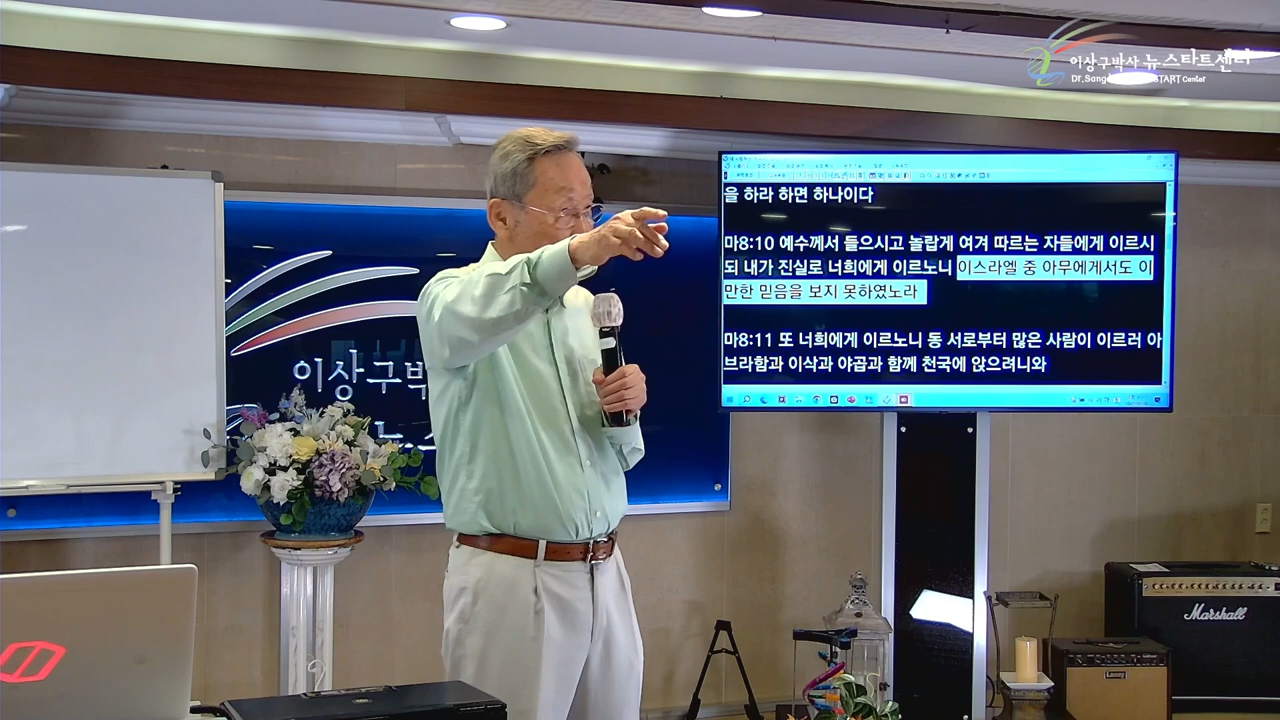 이상구박사 뉴스타트센터
Dr.Sang START Center
을 하라 하면 하나이다
마8:10 예수께서 들으시고 놀랍게 여겨 따르는 자들에게 이르시
되 내가 진실로 너희에게 이르노니 이스라엘 중 아무에게서도 이
만한 믿음을 보지 못하였노라
마8:11 또 너희에게 이르노니 동 서로부터 많은 사람이 이르러 아
브라함과 이삭과 야곱과 함께 천국에 앉으려니와
이상구
Marshall
Laney